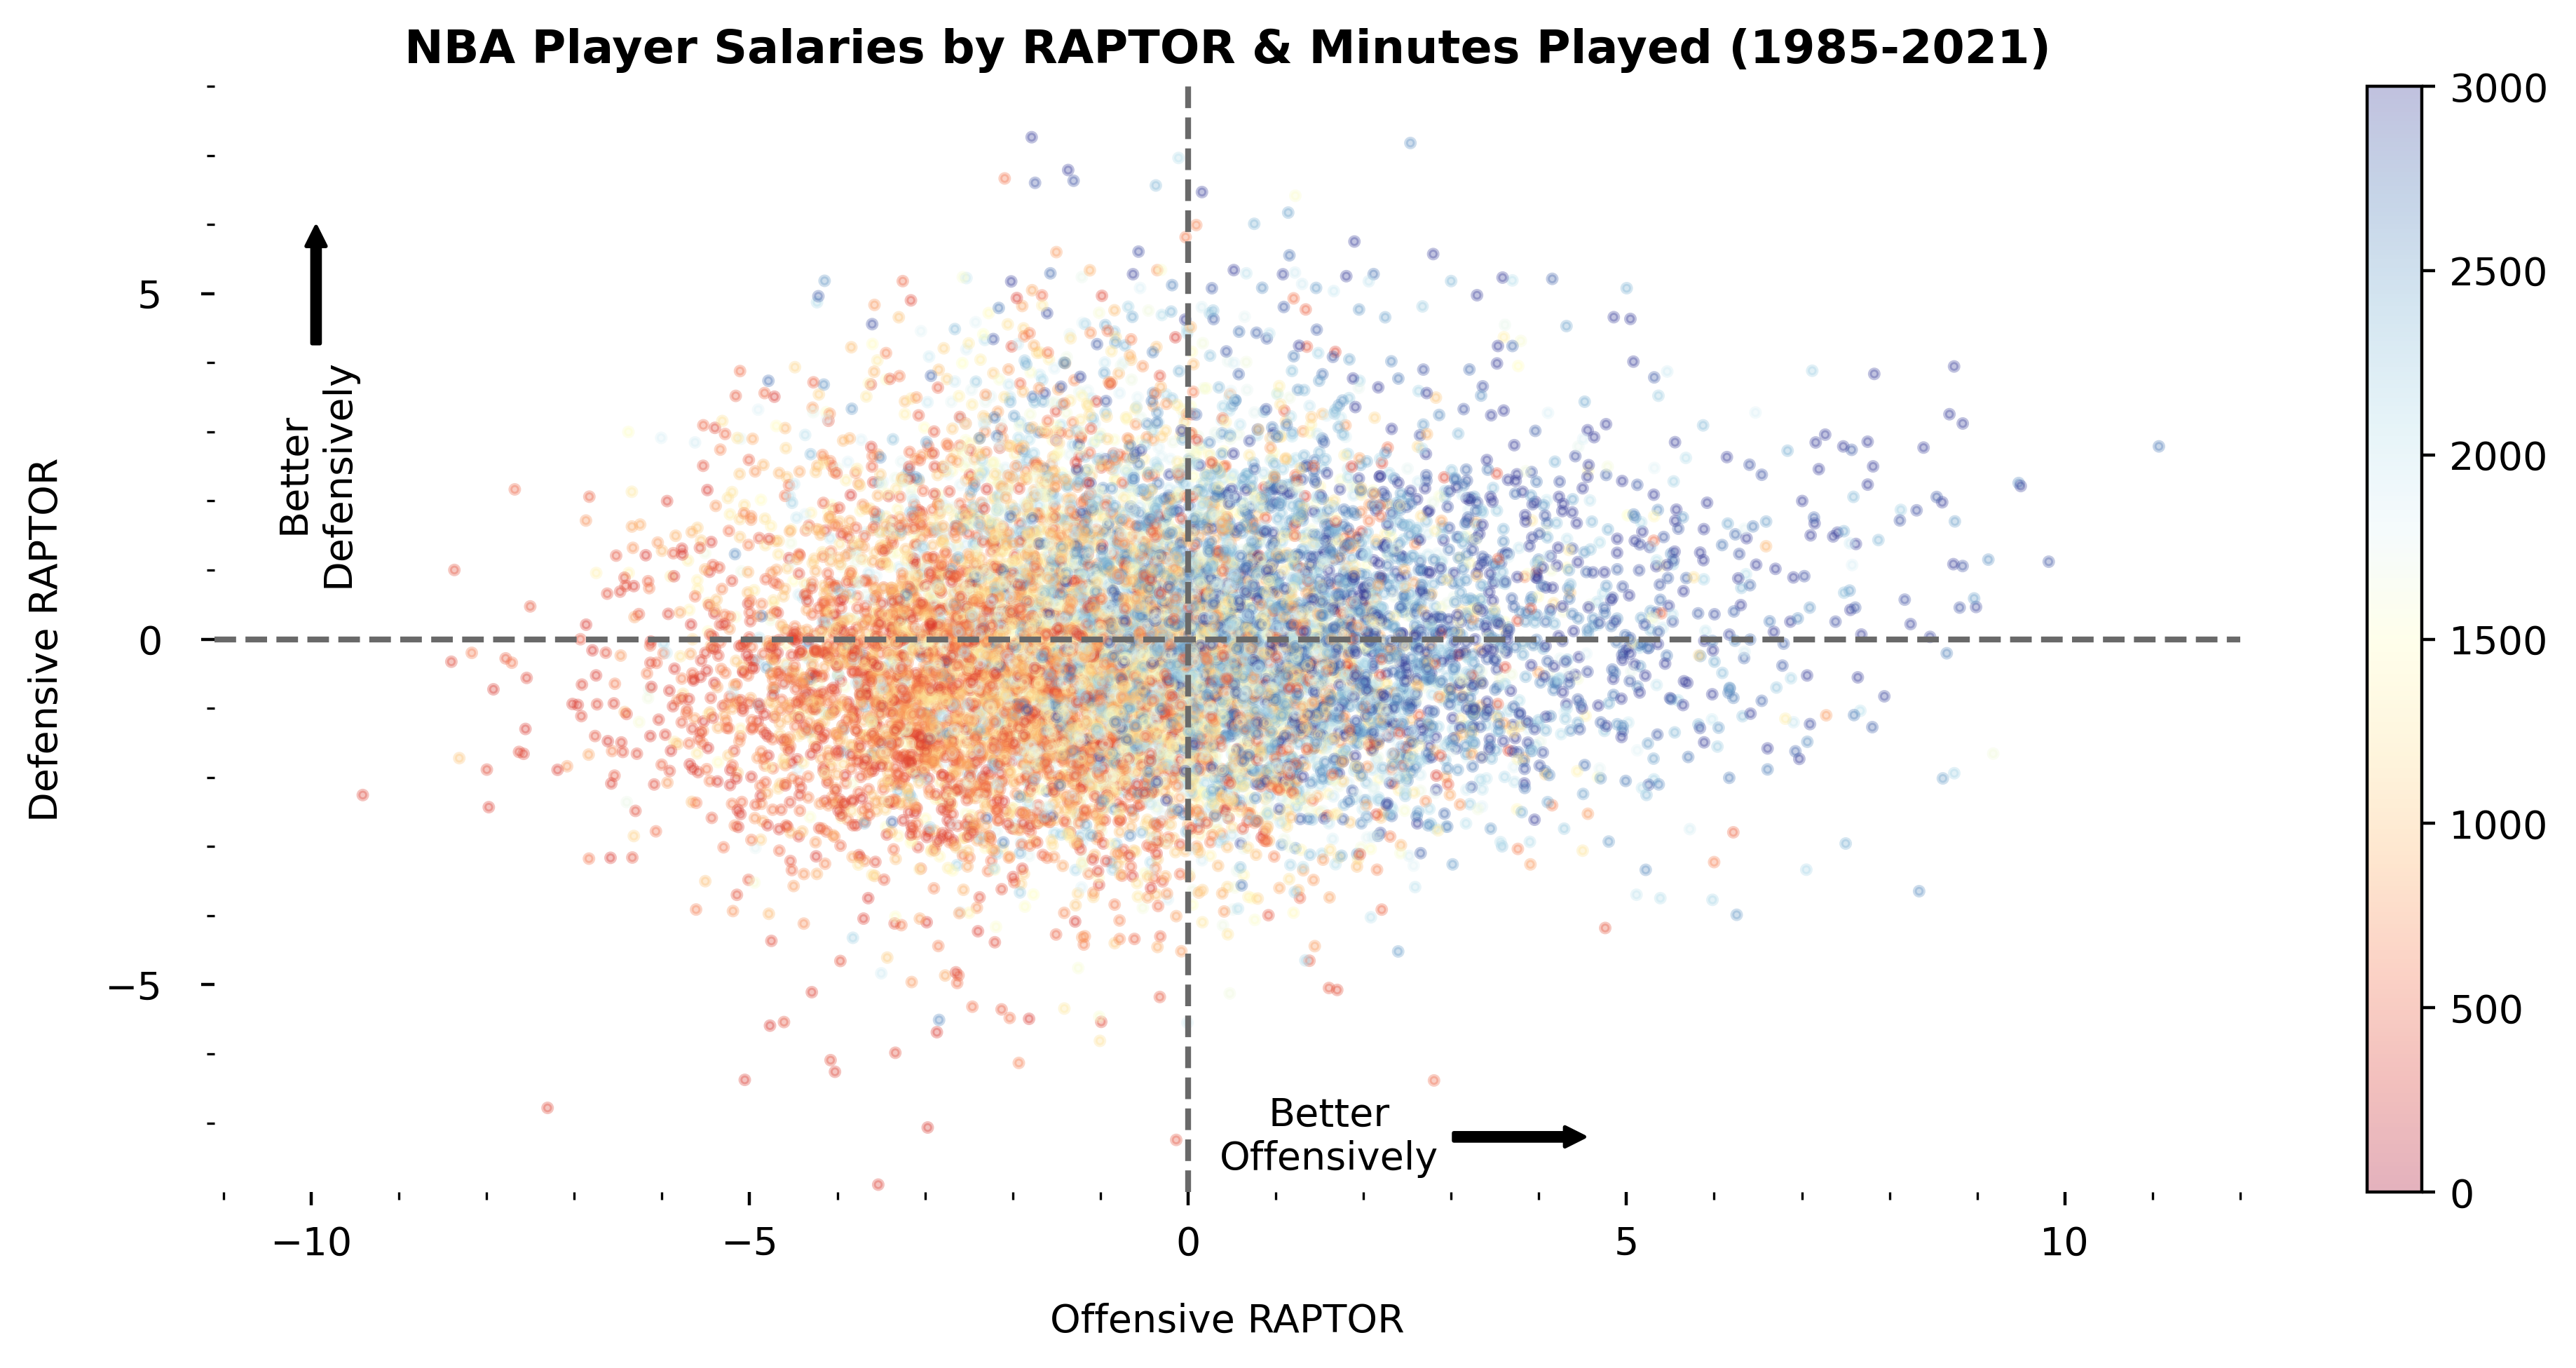 NBA Player Salaries by RAPTOR & Minutes Played (1985-2021)
Defensive RAPTOR
5
0
−5
Better
Defensively
Better
Offensively
−10
−5
0
5
10
Offensive RAPTOR
3000
2500
2000
1500
1000
500
0